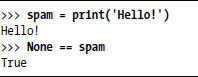 >>> spam = print('Hello!')
Hello!
>>> None == spam
True